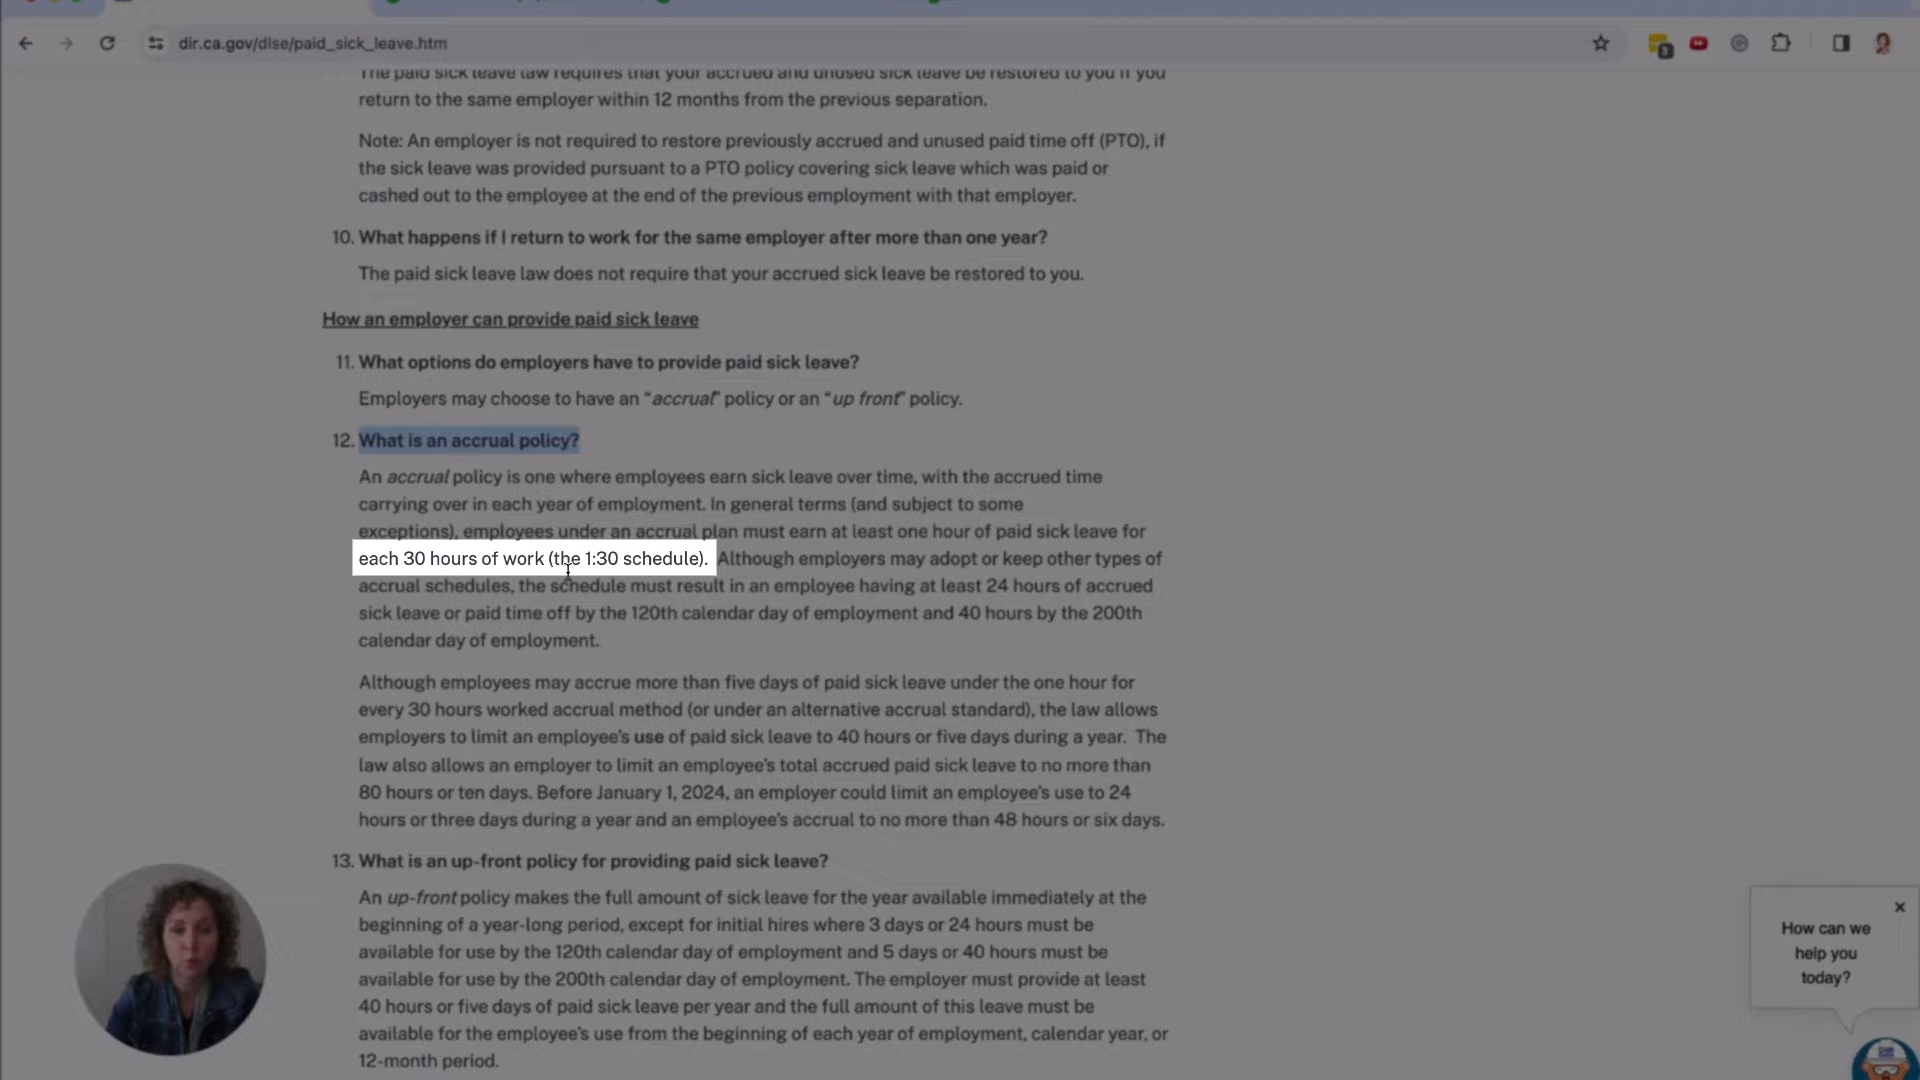 dir.ca.gov/dlse/paid_sick_leave.htm
The paid sick leave law requires that your accrued and unused sick leave be restored to you if you
return to the same employer within 12 months from the previous separation.
Note: An employer is not required to restore previously accrued and unused paid time off (PTO), if
the sick leave was provided pursuant to a PTO policy covering sick leave which was paid or
cashed out to the employee at the end of the previous employment with that employer.
10. What happens if I return to work for the same employer after more than one year?
The paid sick leave law does not require that your accrued sick leave be restored to you.
How an employer can provide paid sick leave
11. What options do employers have to provide paid sick leave?
Employers may choose to have an “accrual” policy or an “up front” policy.
12. What is an accrual policy?
An accrual policy is one where employees earn sick leave over time, with the accrued time
carrying over in each year of employment. In general terms (and subject to some
exceptions), employees under an accrual plan must earn at least one hour of paid sick leave for
each 30 hours of work (the 1:30 schedule). Although employers may adopt or keep other types of
accrual schedules, the schedule must result in an employee having at least 24 hours of accrued
sick leave or paid time off by the 120th calendar day of employment and 40 hours by the 200th
calendar day of employment.
Although employees may accrue more than five days of paid sick leave under the one hour for
every 30 hours worked accrual method (or under an alternative accrual standard), the law allows
employers to limit an employee’s use of paid sick leave to 40 hours or five days during a year. The
law also allows an employer to limit an employee’s total accrued paid sick leave to no more than
80 hours or ten days. Before January 1, 2024, an employer could limit an employee’s use to 24
hours or three days during a year and an employee’s accrual to no more than 48 hours or six days.
13. What is an up-front policy for providing paid sick leave?
An up-front policy makes the full amount of sick leave for the year available immediately at the
beginning of a year-long period, except for initial hires where 3 days or 24 hours must be
available for use by the 120th calendar day of employment and 5 days or 40 hours must be
available for use by the 200th calendar day of employment. The employer must provide at least
40 hours or five days of paid sick leave per year and the full amount of this leave must be
available for the employee’s use from the beginning of each year of employment, calendar year, or
12-month period.
How can we
help you
today?